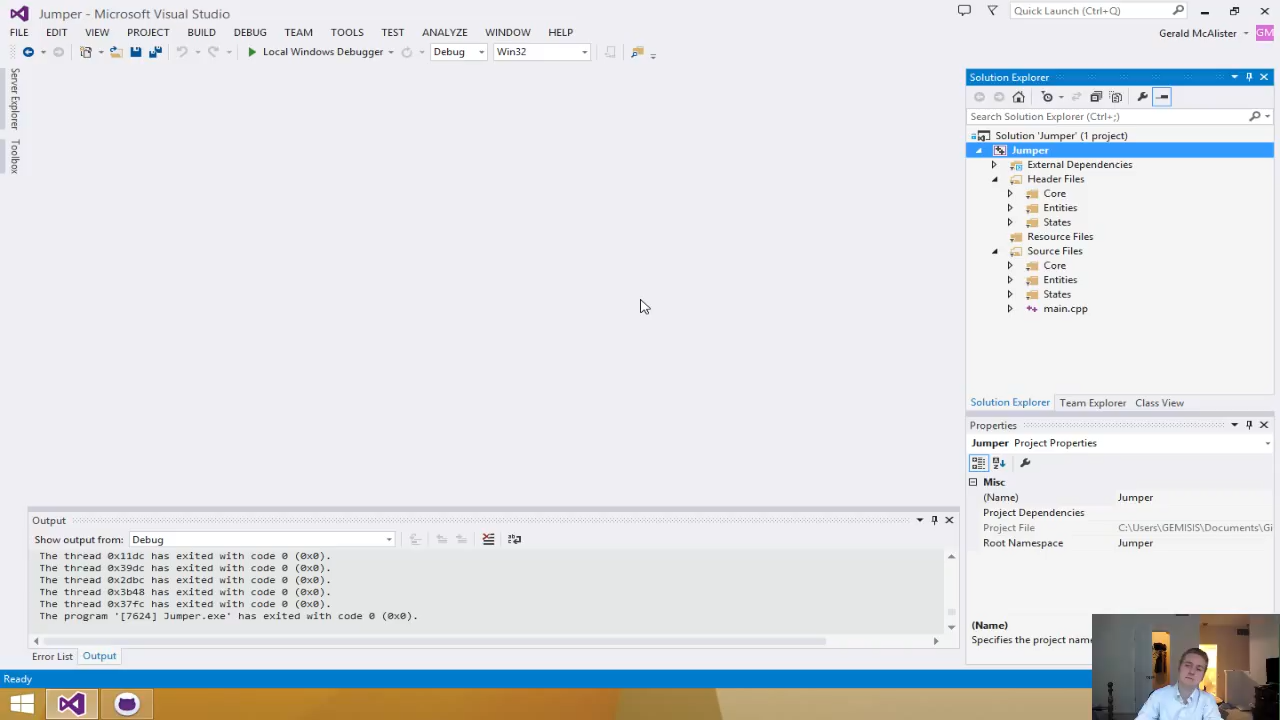 Jumper - Microsoft Visual Studio
Quick Launch (Ctrl+Q)
FILE EDIT VIEW PROJECT BUILD DEBUG TEAM TOOLS TEST ANALYZE WINDOW HELP
Gerald McAlister GM
Local Windows Debugger Debug Win32
Server Explorer
Toolbox
Solution Explorer
Search Solution Explorer (Ctrl+;)
Solution 'Jumper' (1 project)
Jumper
External Dependencies
Header Files
Core
Entities
States
Resource Files
Source Files
Core
Entities
States
main.cpp
Solution Explorer Team Explorer Class View
Properties
Jumper Project Properties
Misc
(Name) Jumper
Project Dependencies
Project File C:\Users\GEMISIS\Documents\Gi
Root Namespace Jumper
(Name)
Specifies the project name
Output
Show output from: Debug
The thread 0x11dc has exited with code 0 (0x0).
The thread 0x39dc has exited with code 0 (0x0).
The thread 0x2dbc has exited with code 0 (0x0).
The thread 0x3b48 has exited with code 0 (0x0).
The thread 0x37fc has exited with code 0 (0x0).
The program '[7624] Jumper.exe' has exited with code 0 (0x0).
Error List Output
Ready